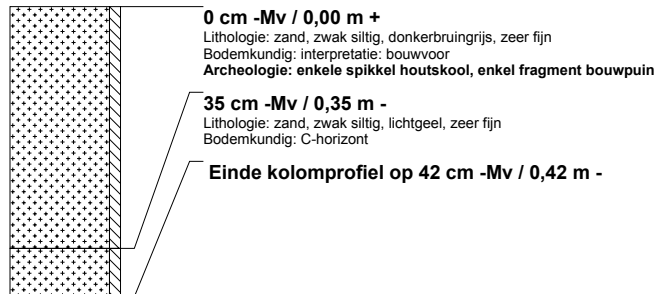 0 cm -Mv / 0,00 m +
Lithologie: zand, zwak siltig, donkerbruingrijs, zeer fijn
Bodemkundig: interpretatie: bouwvoor
Archeologie: enkele spikkel houtskool, enkel fragment bouwpuin
35 cm -Mv / 0,35 m -
Lithologie: zand, zwak siltig, lichtgeel, zeer fijn
Bodemkundig: C-horizont
Einde kolomprofiel op 42 cm -Mv / 0,42 m -